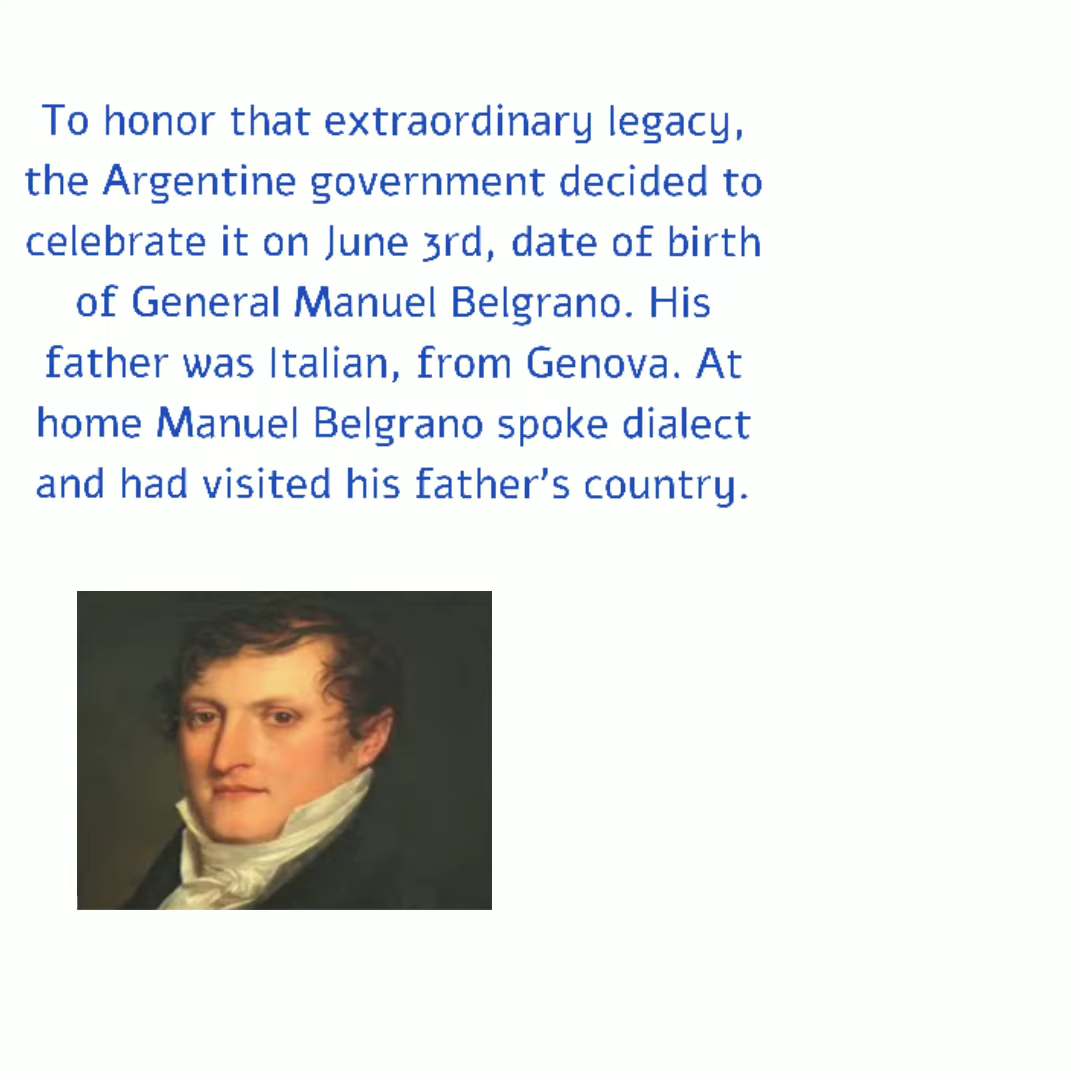 To honor that extraordinary legacy,
the Argentine government decided to
celebrate it on June 3rd, date of birth
of General Manuel Belgrano. His
father was Italian, from Genova. At
home Manuel Belgrano spoke dialect
and had visited his father's country.